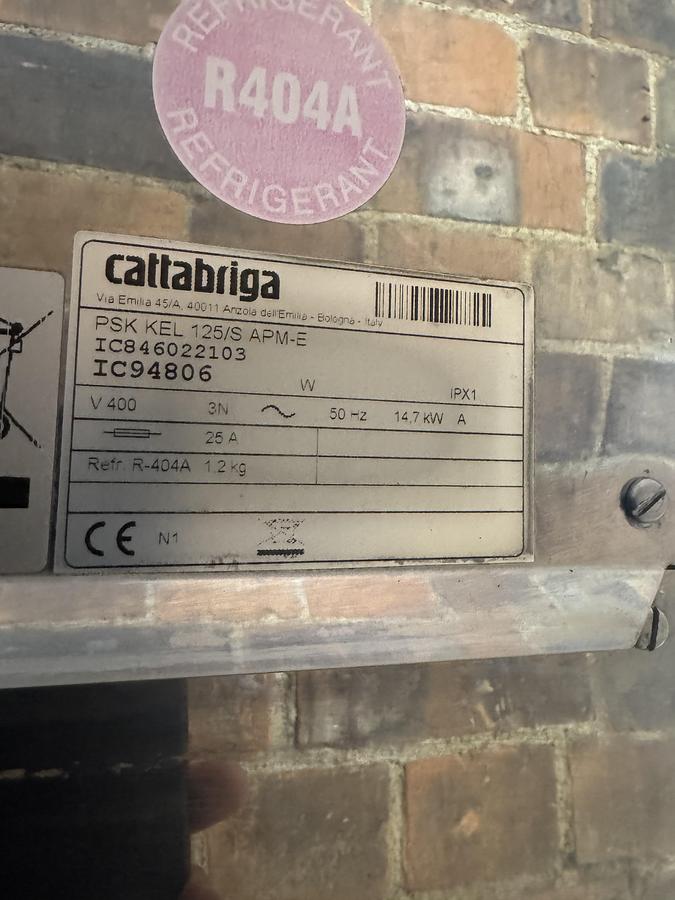 REFRIGERANT
R404A
REFRIGERANT
cattabriga
Via Emilia 45/A, 40011 Anzola dell'Emilia - Bologna - Italy
PSK KEL 125/S APM-E
IC846022103
IC94806
W IPX1
V 400 3N 50 Hz 14,7 kW A
25 A
Refr. R-404A 1,2 kg
CE N1